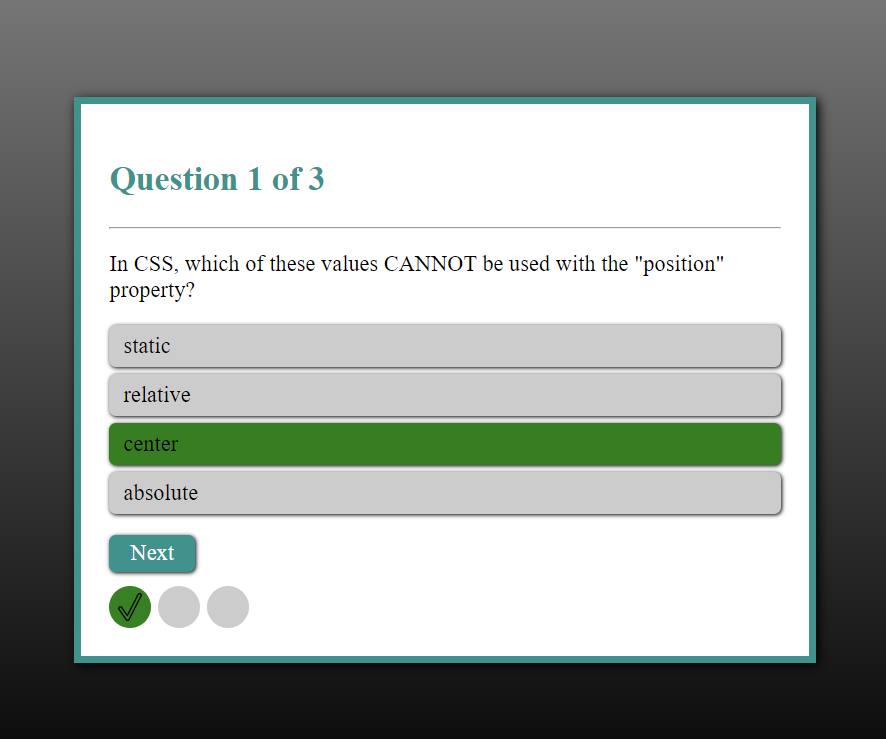 Question 1 of 3
In CSS, which of these values CANNOT be used with the "position"
property?
static
relative
center
absolute
Next